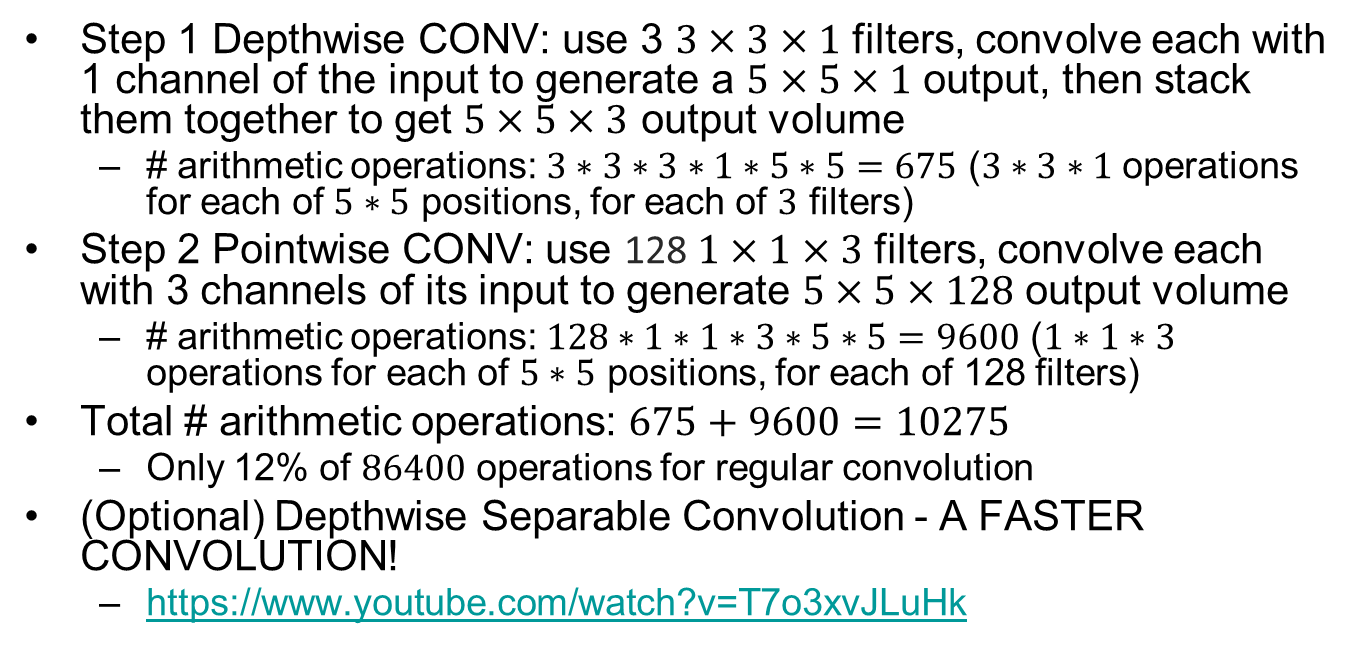 • Step 1 Depthwise CONV: use 3 3 × 3 × 1 filters, convolve each with
1 channel of the input to generate a 5 × 5 × 1 output, then stack
them together to get 5 × 5 × 3 output volume
– # arithmetic operations: 3 ∗ 3 ∗ 3 ∗ 1 ∗ 5 ∗ 5 = 675 (3 ∗ 3 ∗ 1 operations
for each of 5 ∗ 5 positions, for each of 3 filters)
• Step 2 Pointwise CONV: use 128 1 × 1 × 3 filters, convolve each
with 3 channels of its input to generate 5 × 5 × 128 output volume
– # arithmetic operations: 128 ∗ 1 ∗ 1 ∗ 3 ∗ 5 ∗ 5 = 9600 (1 ∗ 1 ∗ 3
operations for each of 5 ∗ 5 positions, for each of 128 filters)
• Total # arithmetic operations: 675 + 9600 = 10275
– Only 12% of 86400 operations for regular convolution
• (Optional) Depthwise Separable Convolution - A FASTER
CONVOLUTION!
– https://www.youtube.com/watch?v=T7o3xvJLuHk